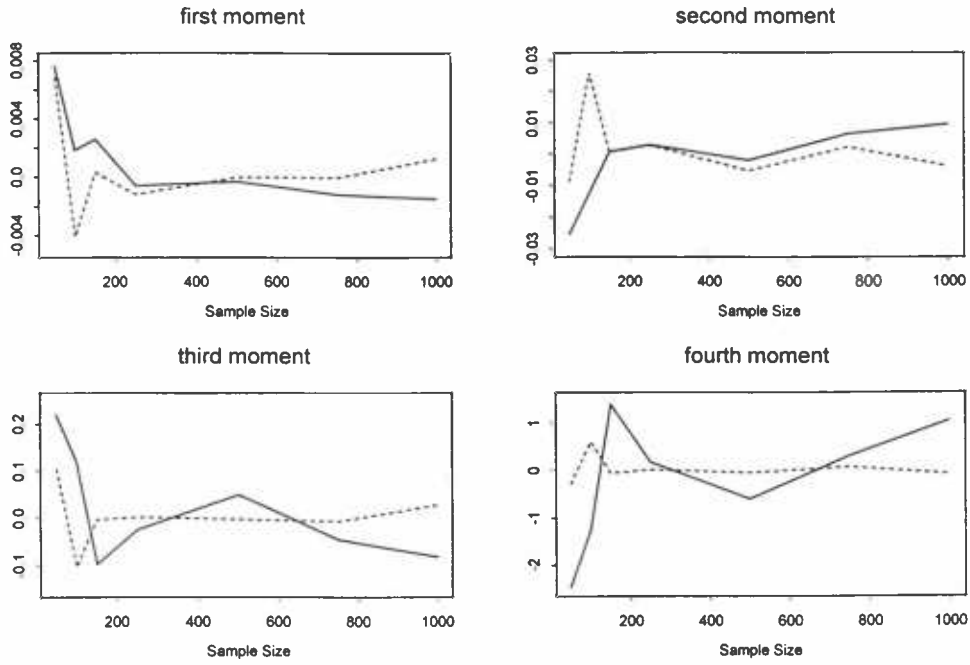 first moment
0.008
0.004
0.0
-0.004
200 400 600 800 1000
Sample Size
second moment
0.03
0.01
-0.01
-0.03
200 400 600 800 1000
Sample Size
third moment
0.2
0.1
0.0
-0.1
200 400 600 800 1000
Sample Size
fourth moment
1
0
-1
-2
200 400 600 800 1000
Sample Size